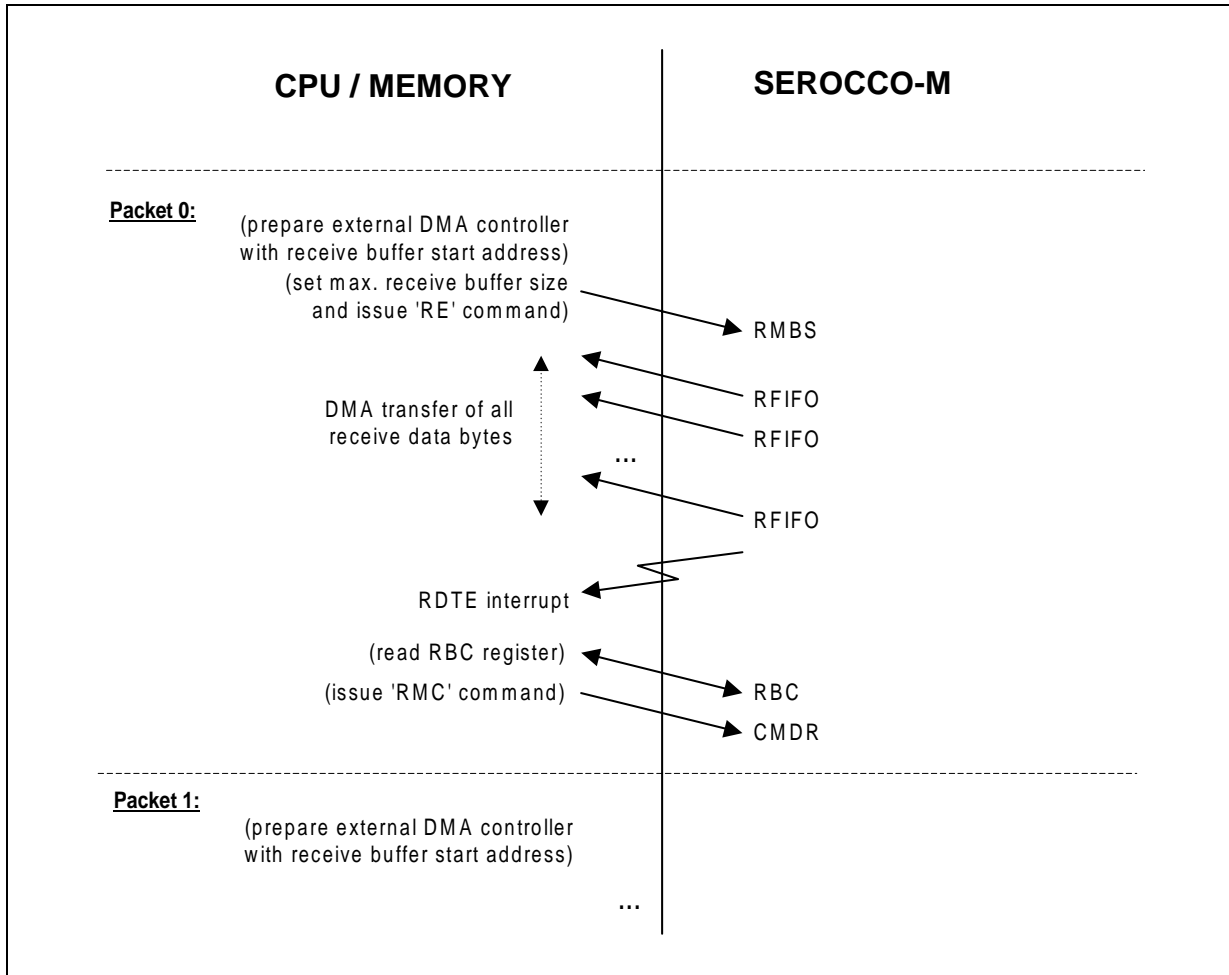 CPU / MEMORY
SEROCCO-M
Packet 0:
(prepare external DMA controller
with receive buffer start address)
(set max. receive buffer size
and issue 'RE' command)
RMBS
RFIFO
DMA transfer of all
receive data bytes
RFIFO
...
RFIFO
RDTE interrupt
(read RBC register)
RBC
(issue 'RMC' command)
CMDR
Packet 1:
(prepare external DMA controller
with receive buffer start address)
...